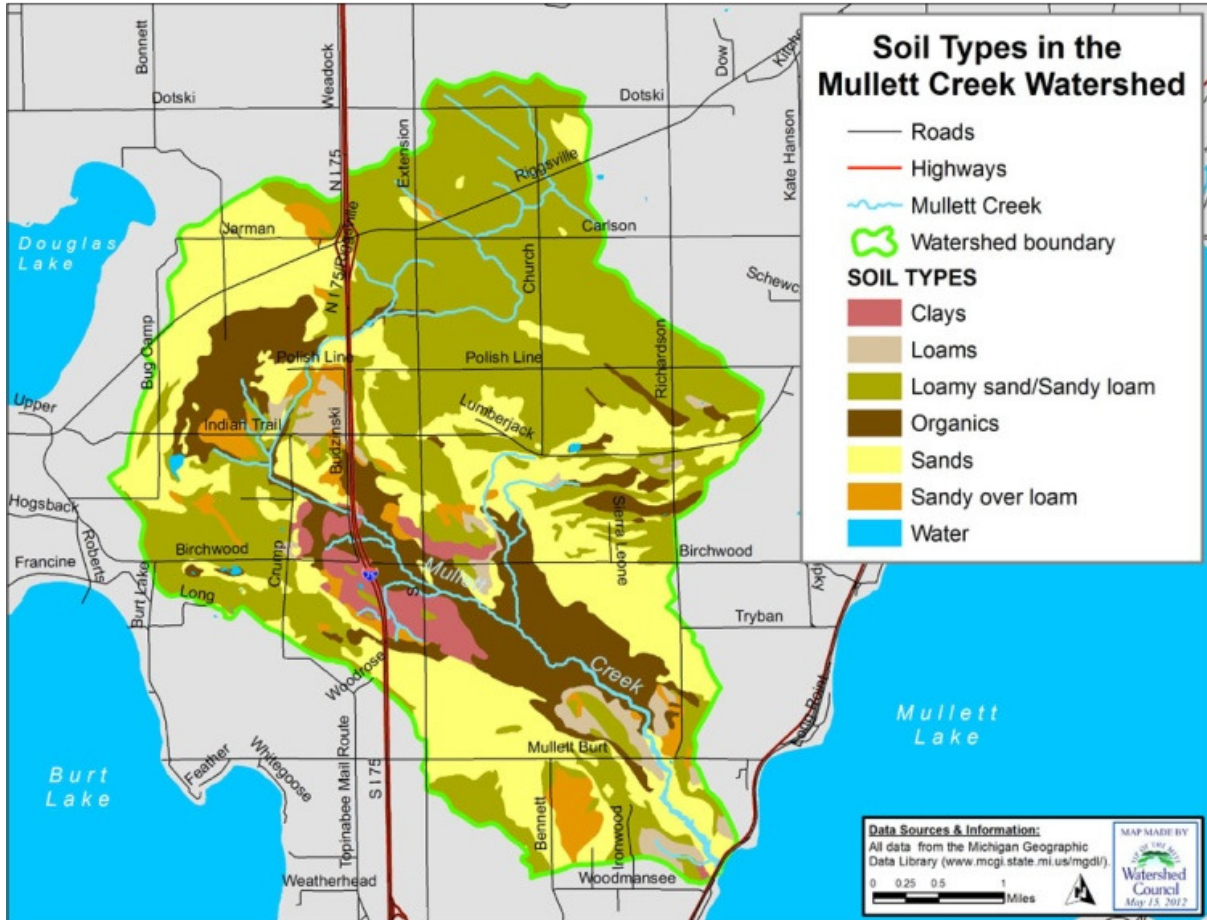 Soil Types in the
Mullett Creek Watershed
Roads
Highways
Mullett Creek
Watershed boundary
SOIL TYPES
Clays
Loams
Loamy sand/Sandy loam
Organics
Sands
Sandy over loam
Water
Bonnett
Weadock
Dotski
Dotski
Dow
Kate Hanson
N I 75
Extension
Riggsville
Douglas
Lake
Jarman
Carlson
Church
Bug Camp
Polish Line
Polish Line
Richardson
Upper
Indian Trail
Budzinski
Lumberjack
Hogsback
Roberts
Francine
Birchwood
Birchwood
Crump
Sierra Leone
Burt Lake
Long
Mullett
Creek
Tryban
Woodrose
Long Point
Mullett
Lake
Mullett Burt
Feather
Whitegoose
Topinabee Mail Route
S I 75
Burt
Lake
Bennett
Ironwood
Weatherhead
Woodmansee
Data Sources & Information:
All data from the Michigan Geographic
Data Library (www.mcgi.state.mi.us/mgdl/).
0 0.25 0.5 1
Miles
MAP MADE BY
Watershed
Council
May 15, 2012